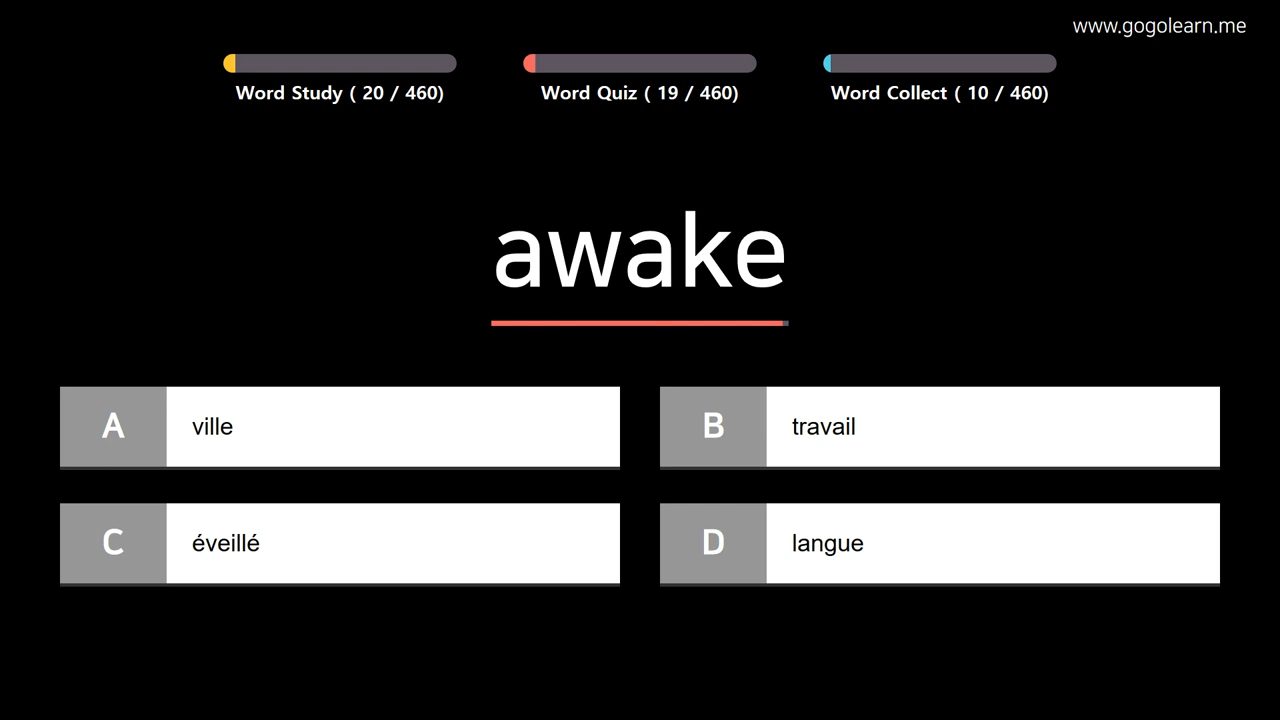 www.gogolearn.me
Word Study ( 20 / 460)
Word Quiz ( 19 / 460)
Word Collect ( 10 / 460)
awake
A ville
B travail
C éveillé
D langue